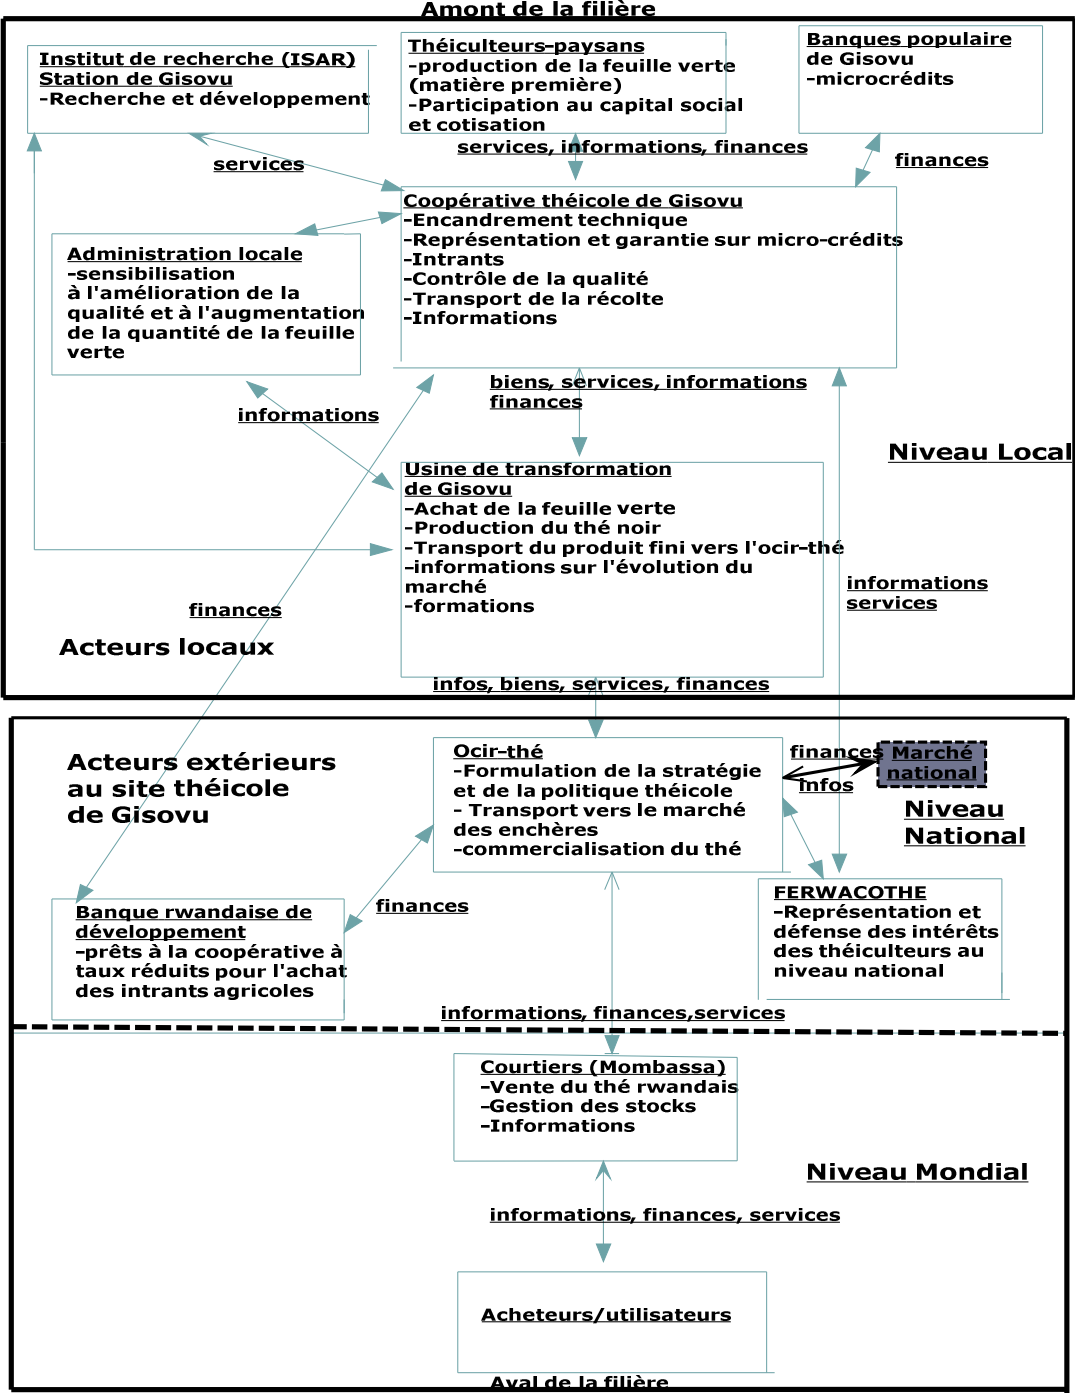 Amont de la filière
Institut de recherche (ISAR)
Station de Gisovu
-Recherche et développement
Théiculteurs-paysans
-production de la feuille verte
(matière première)
-Participation au capital social
et cotisation
Banques populaire
de Gisovu
-microcrédits
services
services, informations, finances
finances
Coopérative théicole de Gisovu
-Encandrement technique
-Représentation et garantie sur micro-crédits
-Intrants
-Contrôle de la qualité
-Transport de la récolte
-Informations
Administration locale
-sensibilisation
à l'amélioration de la
qualité et à l'augmentation
de la quantité de la feuille
verte
informations
biens, services, informations
finances
Niveau Local
Usine de transformation
de Gisovu
-Achat de la feuille verte
-Production du thé noir
-Transport du produit fini vers l'ocir-thé
-informations sur l'évolution du
marché
-formations
informations
services
finances
Acteurs locaux
infos, biens, services, finances
Acteurs extérieurs
au site théicole
de Gisovu
Ocir-thé
-Formulation de la stratégie
et de la politique théicole
- Transport vers le marché
des enchères
-commercialisation du thé
finances
infos
Marché
national
Niveau
National
finances
Banque rwandaise de
développement
-prêts à la coopérative à
taux réduits pour l'achat
des intrants agricoles
FERWACOTHE
-Représentation et
défense des intérêts
des théiculteurs au
niveau national
informations, finances,services
Courtiers (Mombassa)
-Vente du thé rwandais
-Gestion des stocks
-Informations
Niveau Mondial
informations, finances, services
Acheteurs/utilisateurs
Aval de la filière